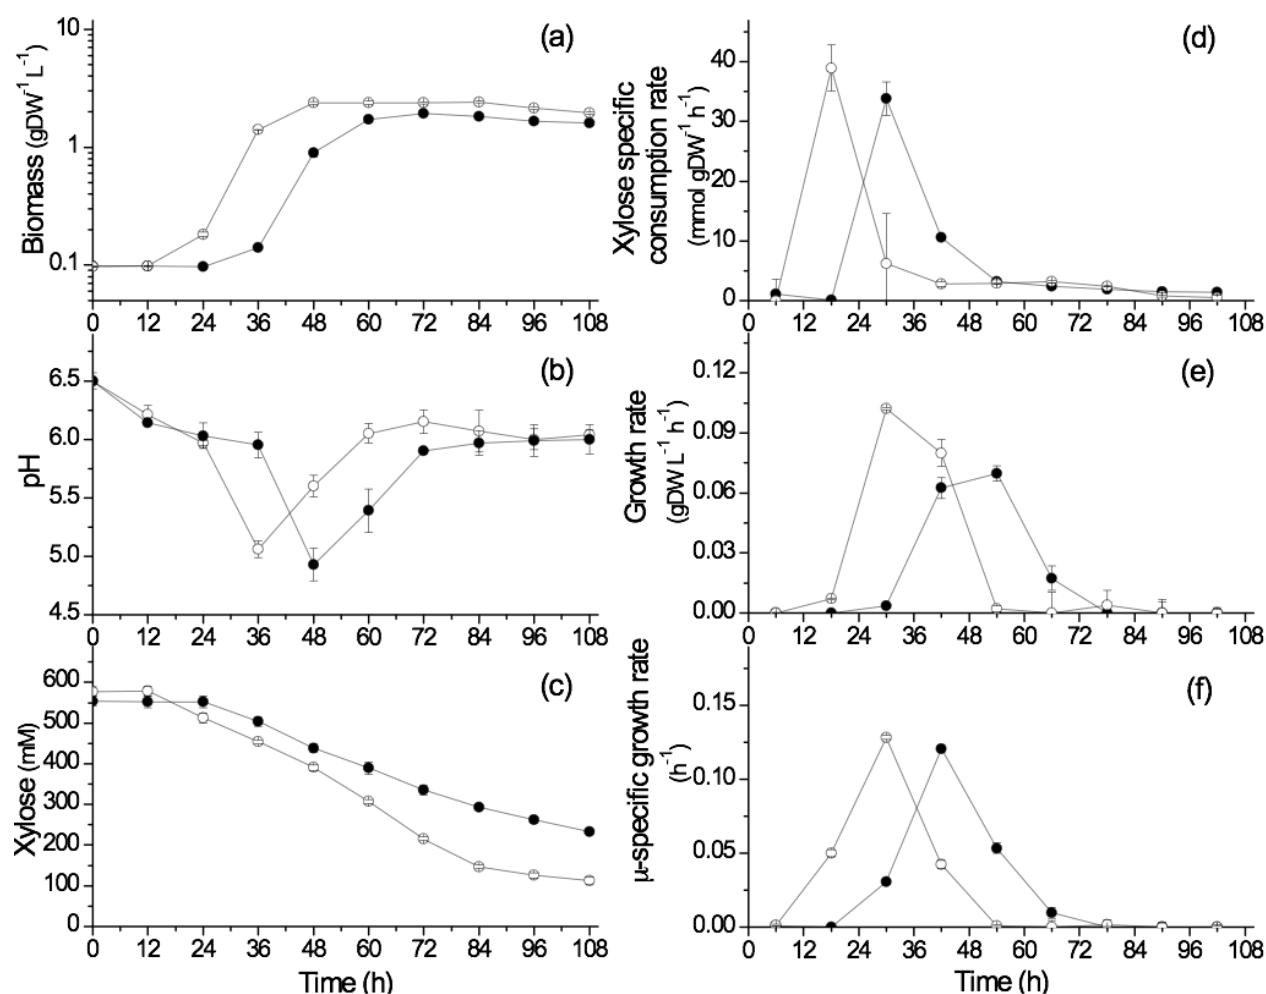 (a)
Biomass (gDW⁻¹ L⁻¹)
10
1
0.1
0 12 24 36 48 60 72 84 96 108
(b)
pH
6.5
6.0
5.5
5.0
4.5
0 12 24 36 48 60 72 84 96 108
(c)
Xylose (mM)
600
500
400
300
200
100
0
0 12 24 36 48 60 72 84 96 108
Time (h)
(d)
Xylose specific
consumption rate
(mmol gDW⁻¹ h⁻¹)
40
30
20
10
0
0 12 24 36 48 60 72 84 96 108
(e)
Growth rate
(gDW L⁻¹ h⁻¹)
0.12
0.09
0.06
0.03
0.00
0 12 24 36 48 60 72 84 96 108
(f)
μ-specific growth rate
(h⁻¹)
0.15
0.10
0.05
0.00
0 12 24 36 48 60 72 84 96 108
Time (h)